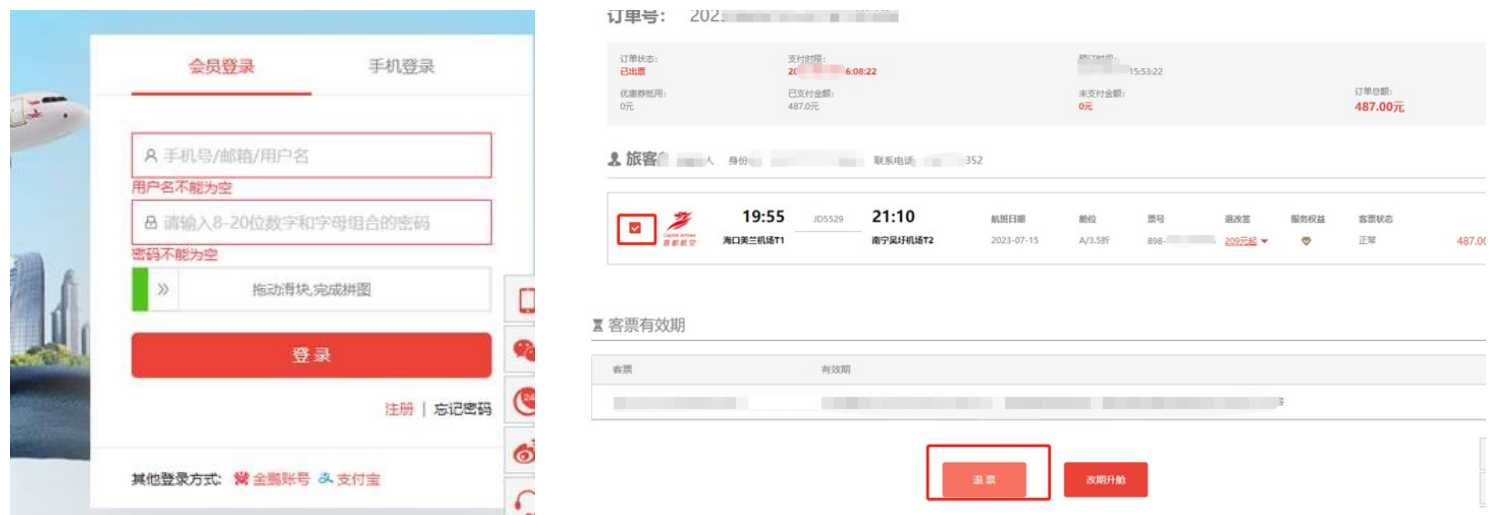 会员登录
手机登录
手机号/邮箱/用户名
用户名不能为空
请输入8-20位数字和字母组合的密码
密码不能为空
拖动滑块,完成拼图
登录
注册 | 忘记密码
其他登录方式: 金鹏账号 支付宝
24
订单号: 202
订单状态: 支付时限: 预订时间:
已出票 20 6:08:22 15:53:22
优惠券抵用: 已支付金额: 未支付金额: 订单总额:
0元 487.0元 0元 487.00元
旅客 人 身份 联系电话 352
19:55 JD5529 21:10 航班日期 舱位 票号 退改签 服务权益 客票状态
Capital Airlines 首都航空 海口美兰机场T1 南宁吴圩机场T2 2023-07-15 A/3.5折 898- 209元起 正常 487.00
客票有效期
客票 有效期
退票 改期升舱